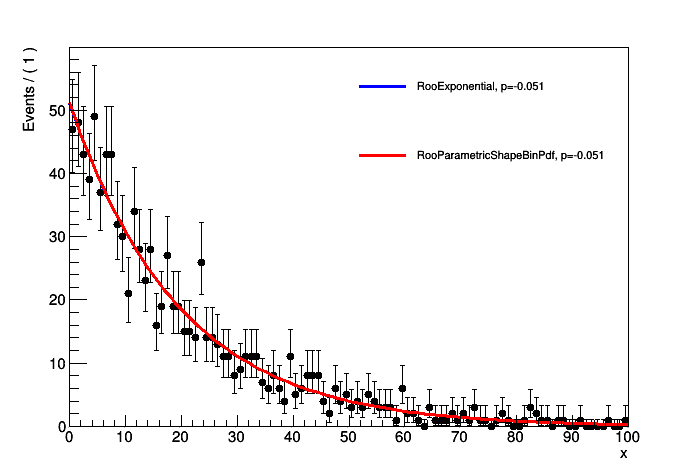 Events / ( 1 )
RooExponential, p=-0.051
RooParametricShapeBinPdf, p=-0.051
50
40
30
20
10
0
0 10 20 30 40 50 60 70 80 90 100
x